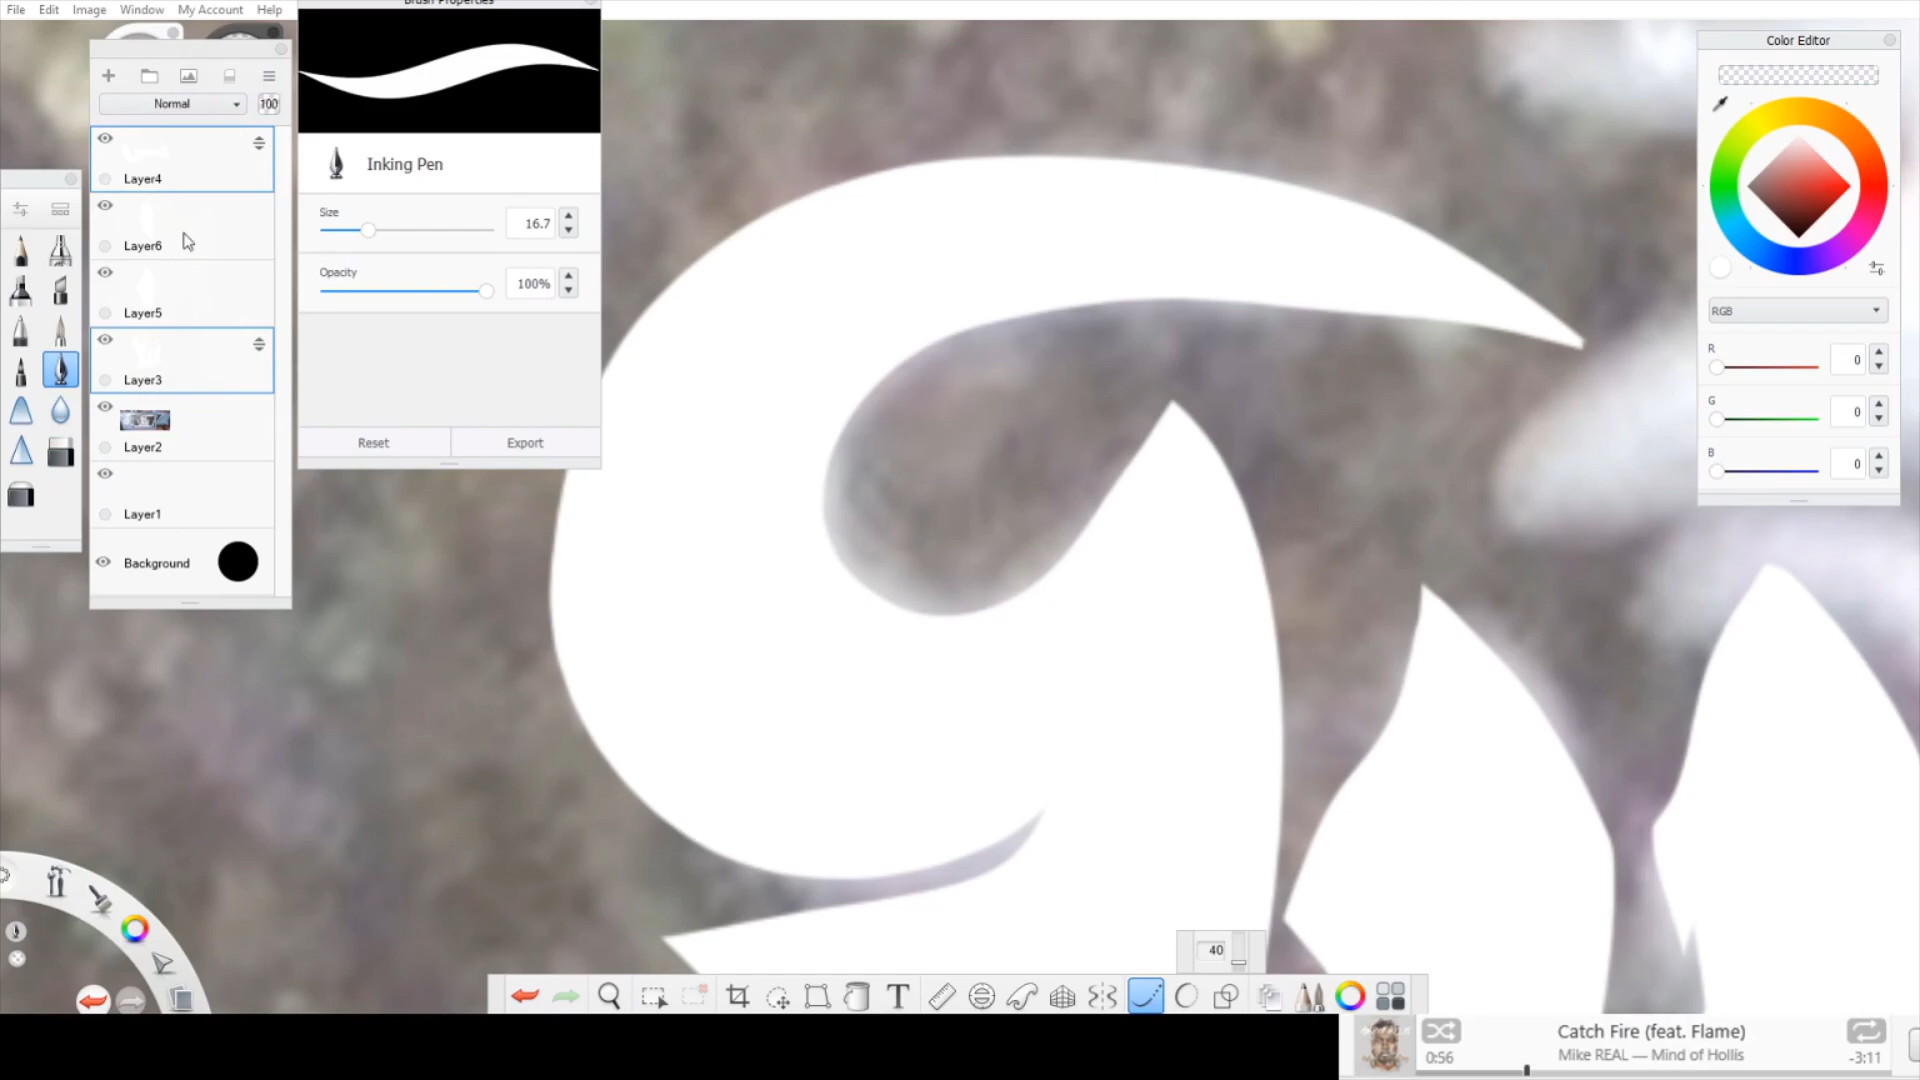 File Edit Image Window My Account Help
Brush Properties
Normal 100
Layer4
Layer6
Layer5
Layer3
Layer2
Layer1
Background
Inking Pen
Size
16.7
Opacity
100%
Reset Export
Color Editor
RGB
R 0
G 0
B 0
40
T
Catch Fire (feat. Flame)
Mike REAL — Mind of Hollis
0:56
-3:11